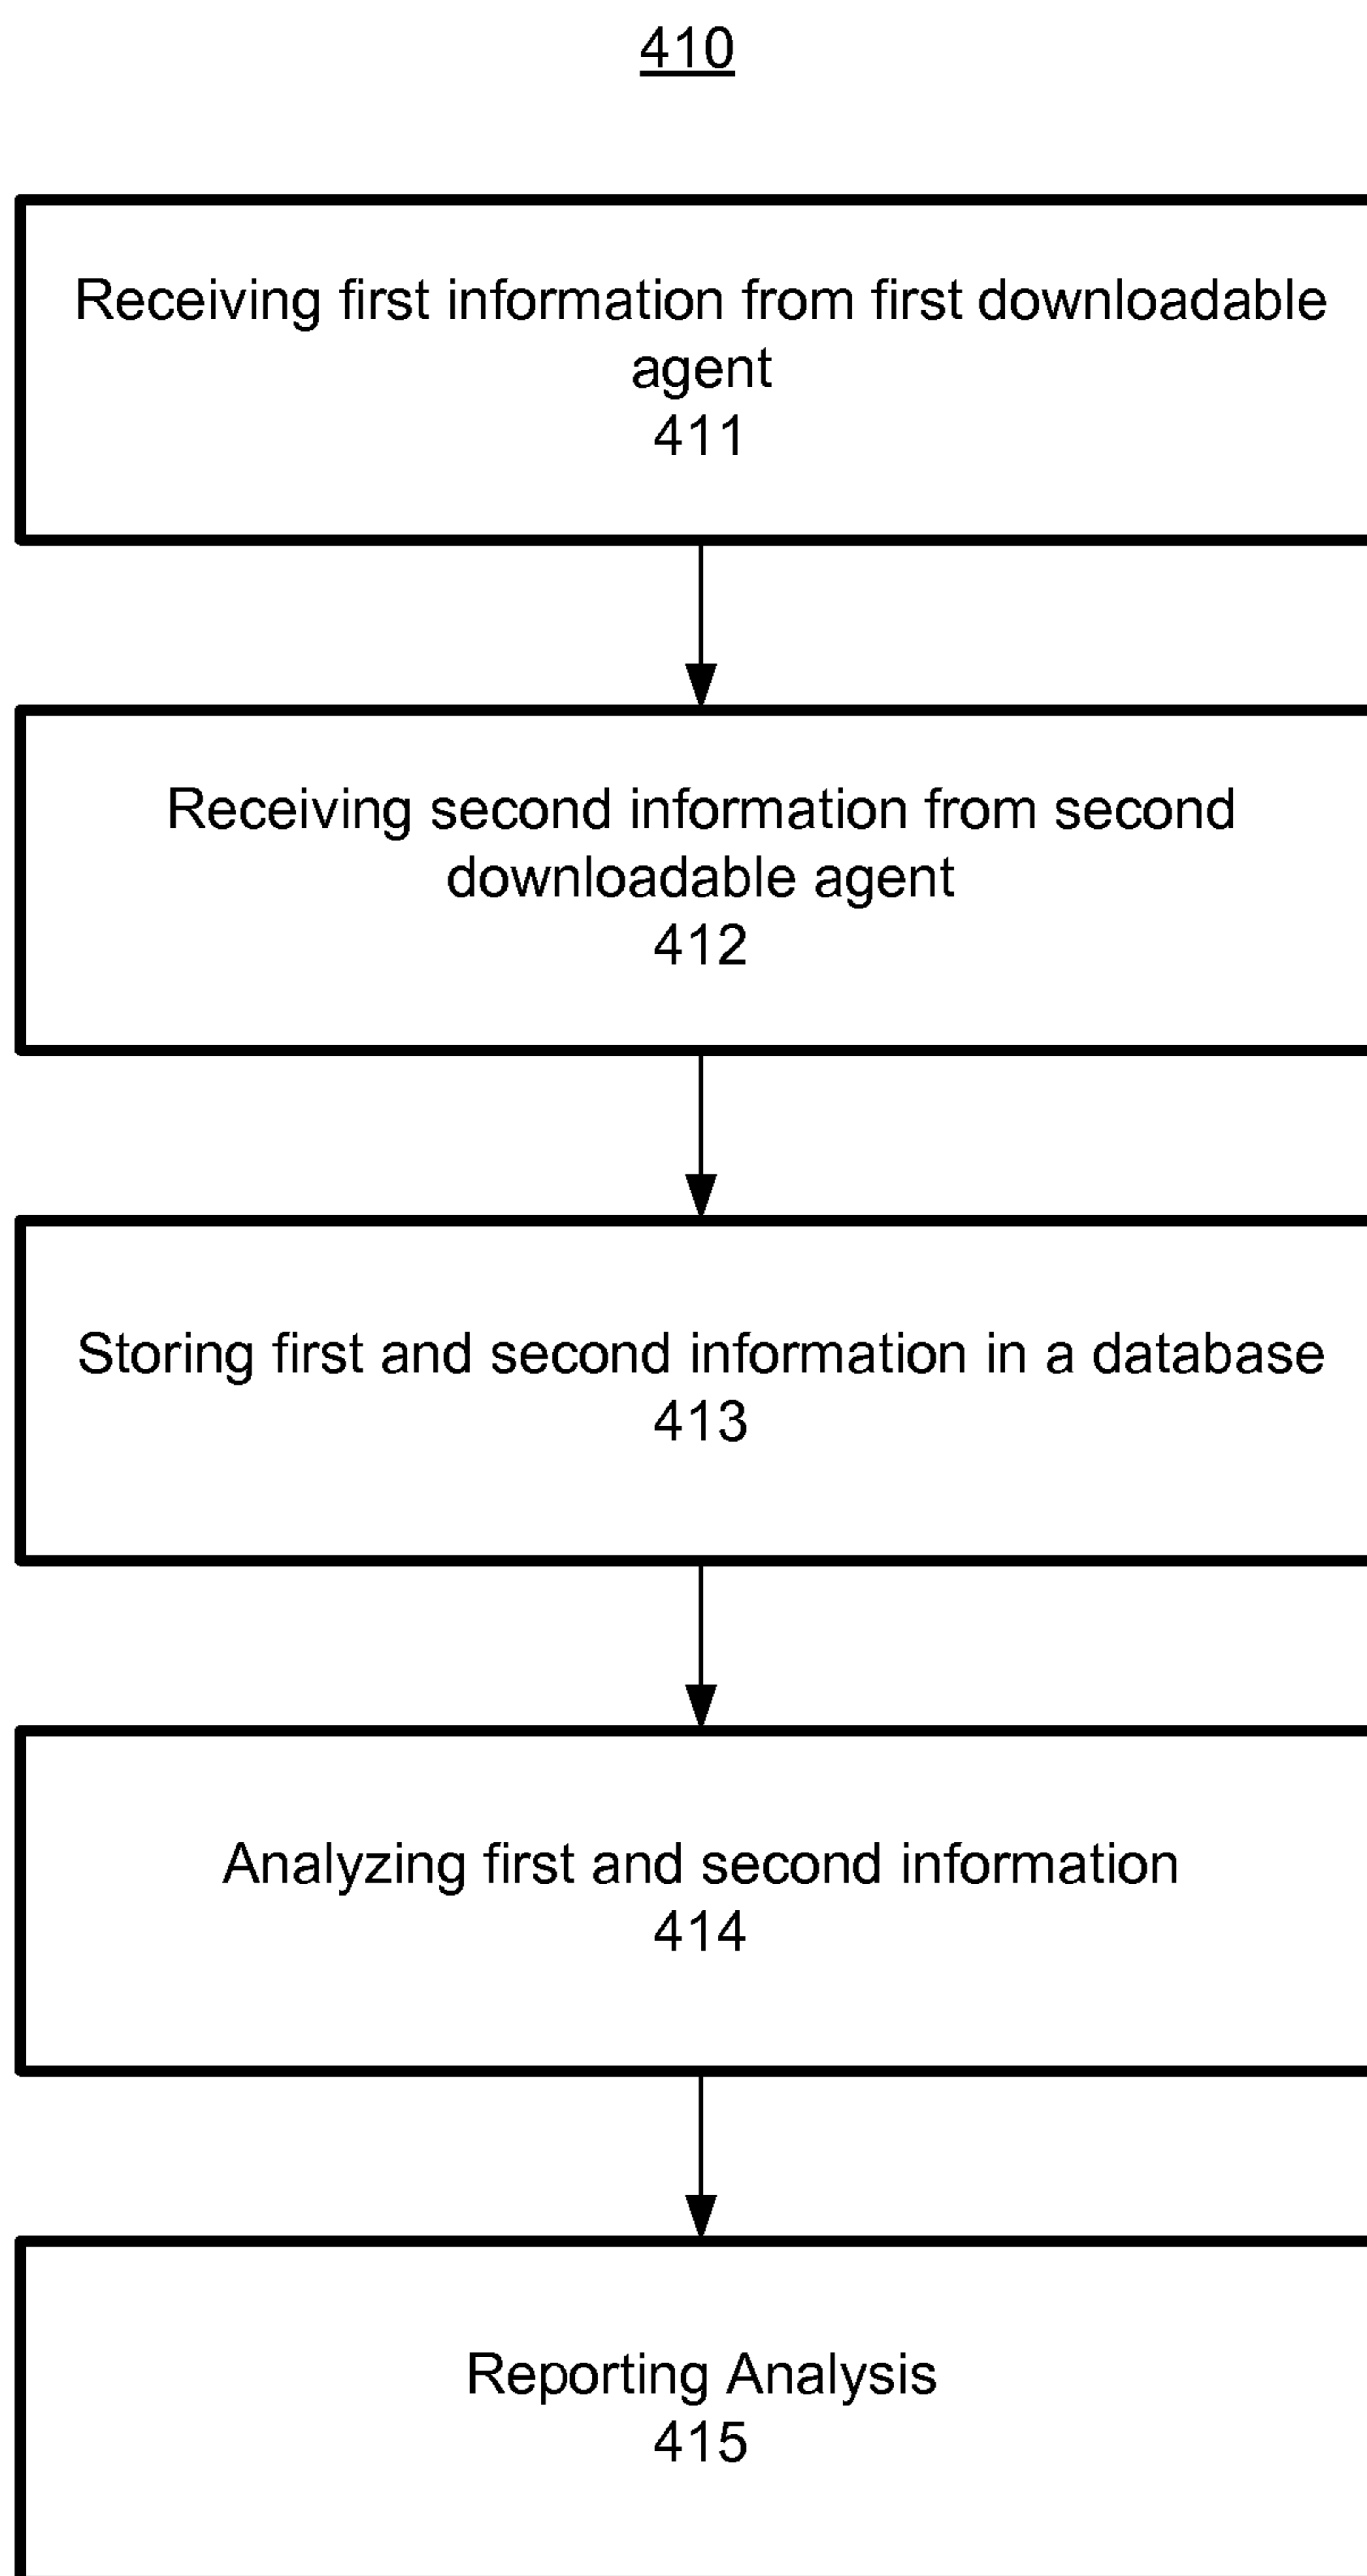 410
Receiving first information from first downloadable
agent
411
Receiving second information from second
downloadable agent
412
Storing first and second information in a database
413
Analyzing first and second information
414
Reporting Analysis
415